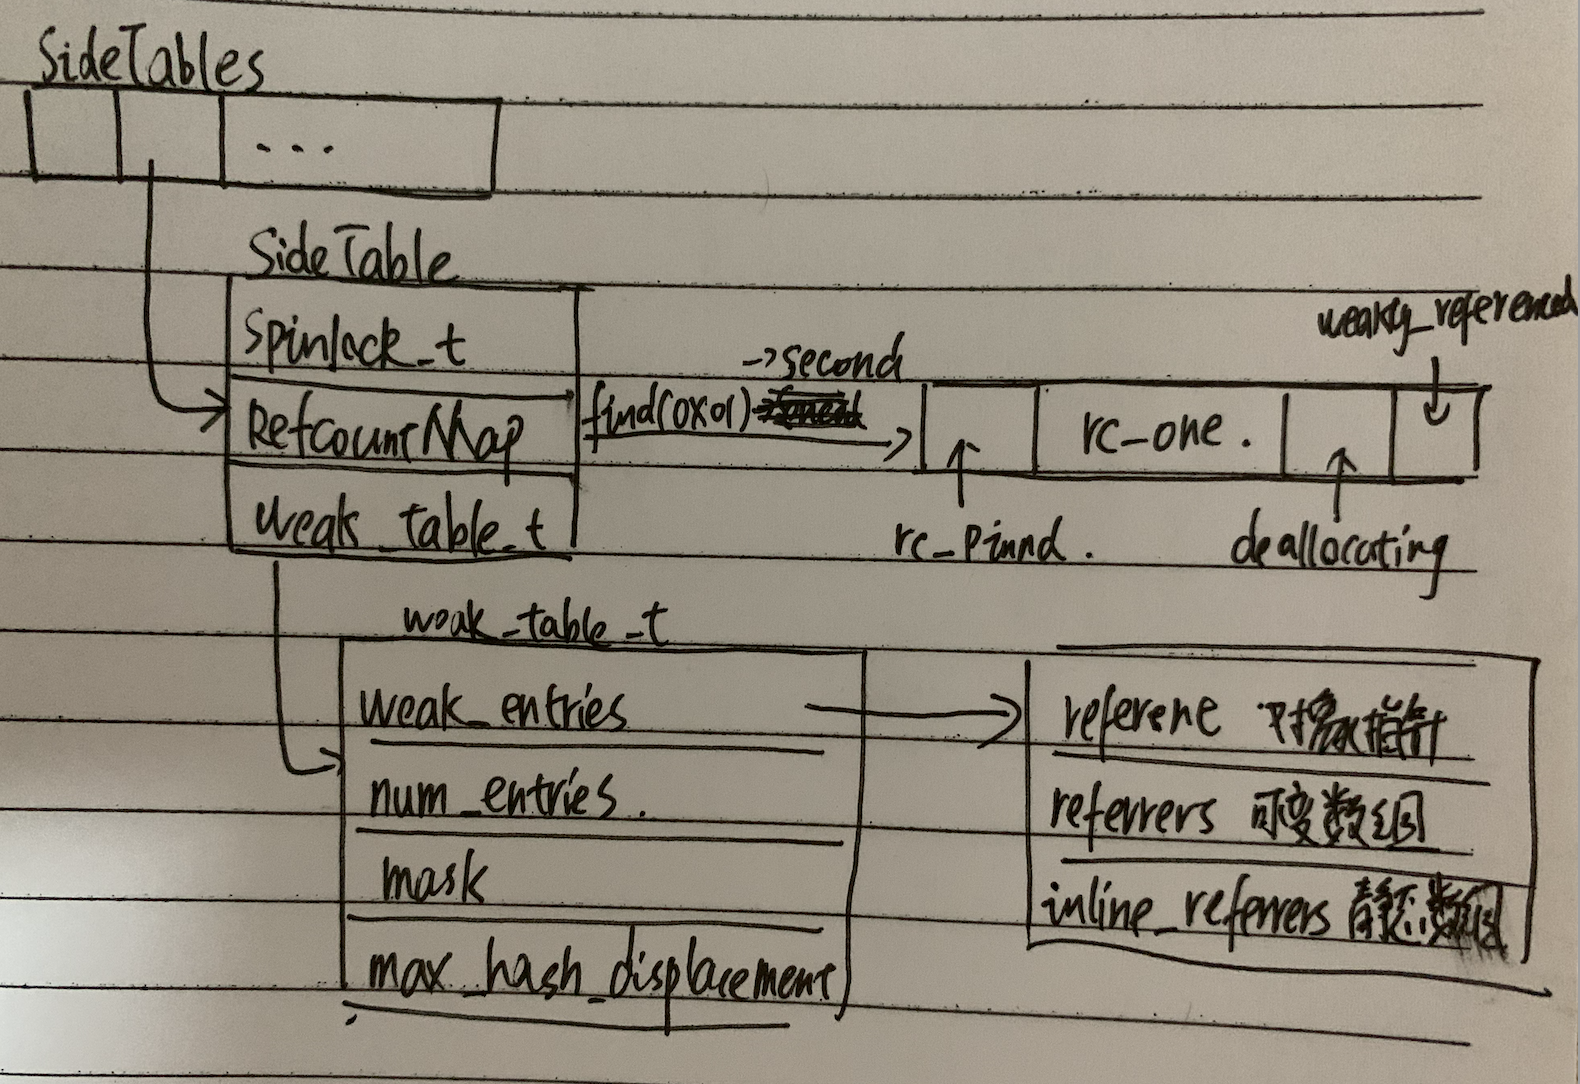 SideTables
...
SideTable
Spinlock_t
RefcountMap
weak_table_t
->second
find(0x01)
weakly_referenced
rc_one.
rc_pinnd.
deallocating
weak_table_t
weak_entries
num_entries.
mask
max_hash_displacement
referene 对象指针
referrers 可变数组
inline_referrers 静态数组